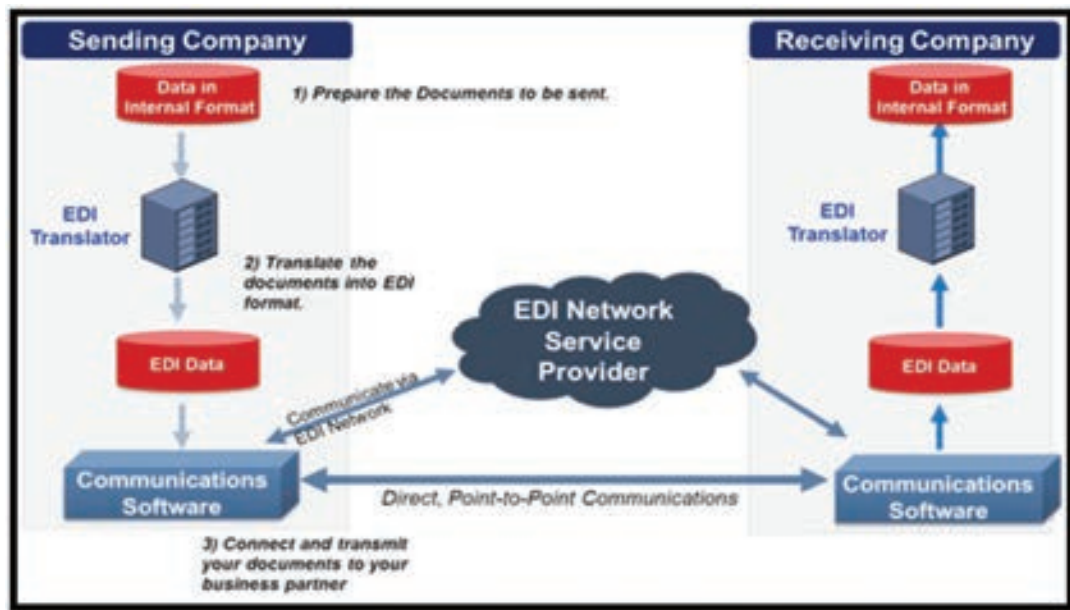 Sending Company
Receiving Company
Data in
Internal Format
1) Prepare the Documents to be sent.
Data in
Internal Format
EDI
Translator
EDI
Translator
2) Translate the
documents into EDI
format.
EDI Network
Service
Provider
EDI Data
EDI Data
Communicate via
EDI Network
Communications
Software
Direct, Point-to-Point Communications
Communications
Software
3) Connect and transmit
your documents to your
business partner